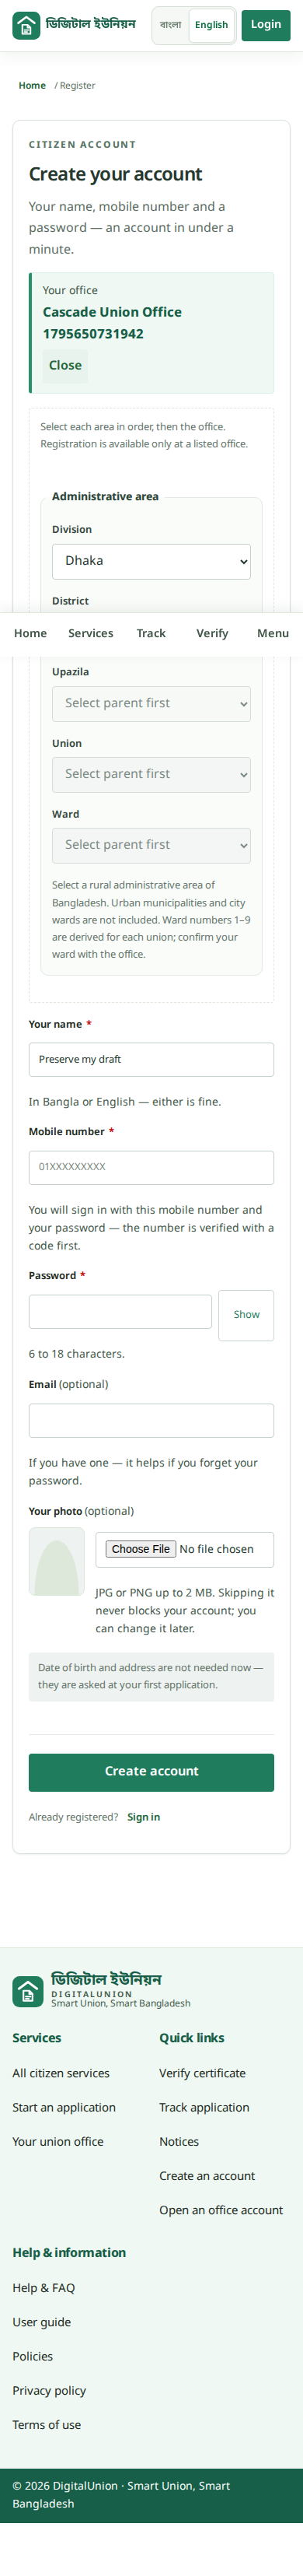 ডিজিটাল ইউনিয়ন
বাংলা English
Login
Home / Register
CITIZEN ACCOUNT
Create your account
Your name, mobile number and a
password — an account in under a
minute.
Your office
Cascade Union Office
1795650731942
Close
Select each area in order, then the office.
Registration is available only at a listed office.
Administrative area
Division
Dhaka
District
Home Services Track Verify Menu
Upazila
Select parent first
Union
Select parent first
Ward
Select parent first
Select a rural administrative area of
Bangladesh. Urban municipalities and city
wards are not included. Ward numbers 1–9
are derived for each union; confirm your
ward with the office.
Your name *
Preserve my draft
In Bangla or English — either is fine.
Mobile number *
01XXXXXXXXX
You will sign in with this mobile number and
your password — the number is verified with a
code first.
Password *
Show
6 to 18 characters.
Email (optional)
If you have one — it helps if you forget your
password.
Your photo (optional)
Choose File No file chosen
JPG or PNG up to 2 MB. Skipping it
never blocks your account; you
can change it later.
Date of birth and address are not needed now —
they are asked at your first application.
Create account
Already registered? Sign in
ডিজিটাল ইউনিয়ন
DIGITALUNION
Smart Union, Smart Bangladesh
Services
All citizen services
Start an application
Your union office
Quick links
Verify certificate
Track application
Notices
Create an account
Open an office account
Help & information
Help & FAQ
User guide
Policies
Privacy policy
Terms of use
© 2026 DigitalUnion · Smart Union, Smart
Bangladesh